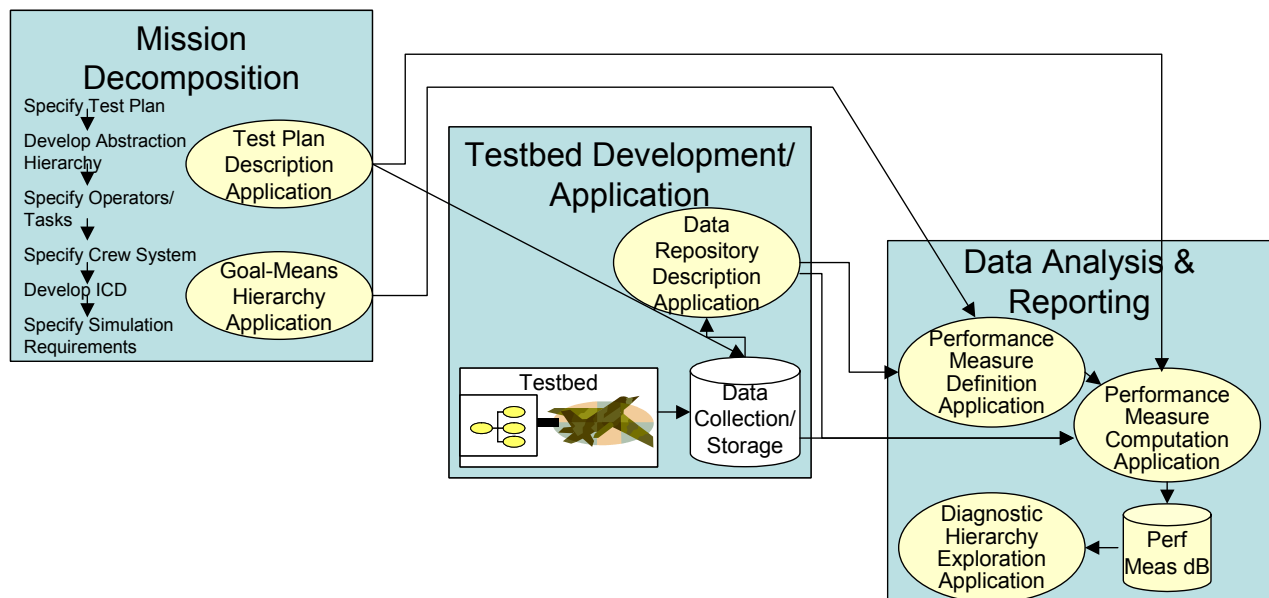 Mission
Decomposition
Specify Test Plan
Develop Abstraction
Hierarchy
Specify Operators/
Tasks
Specify Crew System
Develop ICD
Specify Simulation
Requirements
Test Plan
Description
Application
Goal-Means
Hierarchy
Application
Testbed Development/
Application
Data
Repository
Description
Application
Testbed
Data
Collection/
Storage
Data Analysis &
Reporting
Performance
Measure
Definition
Application
Performance
Measure
Computation
Application
Diagnostic
Hierarchy
Exploration
Application
Perf
Meas dB